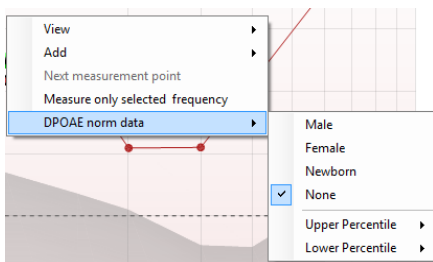 View
Add
Next measurement point
Measure only selected frequency
DPOAE norm data
Male
Female
Newborn
None
Upper Percentile
Lower Percentile